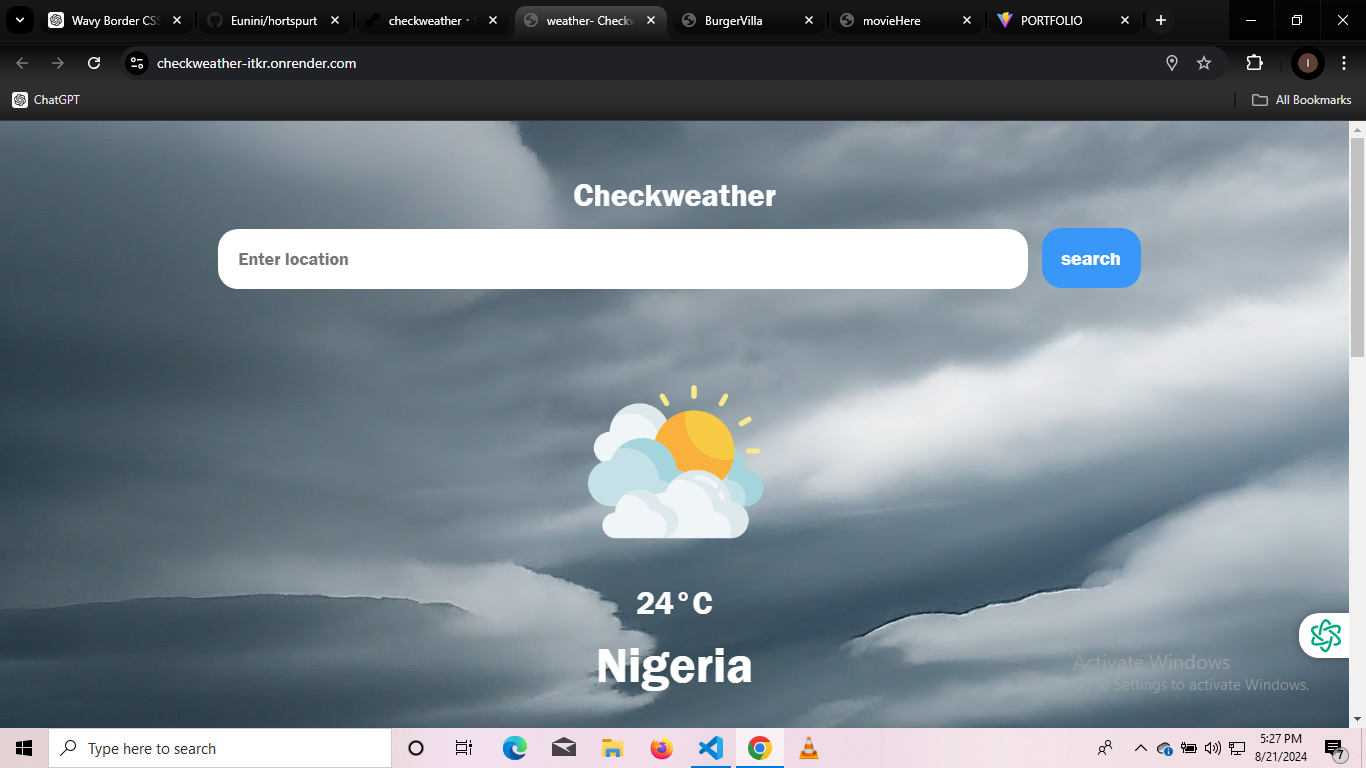 Wavy Border CSS
Eunini/hortspurt
checkweather
weather- Check
BurgerVilla
movieHere
PORTFOLIO
checkweather-itkr.onrender.com
I
ChatGPT
All Bookmarks
Checkweather
Enter location
search
24°C
Nigeria
Activate Windows
Go to Settings to activate Windows.
Type here to search
5:27 PM
8/21/2024
7